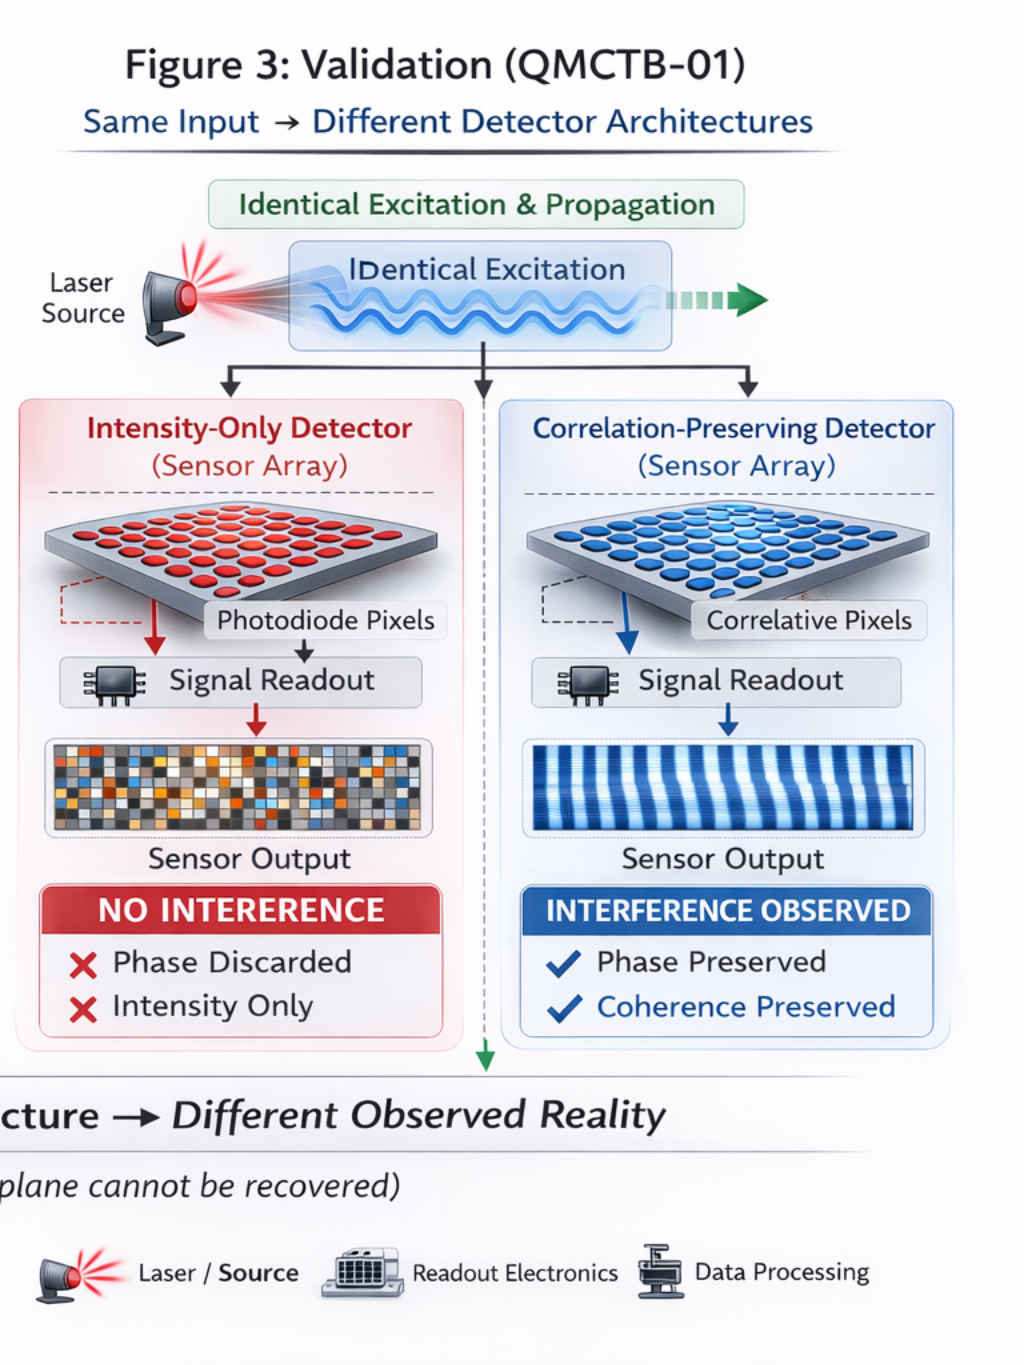 Figure 3: Validation (QMCTB-01)
Same Input → Different Detector Architectures
Identical Excitation & Propagation
Laser
Source
IDentical Excitation
Intensity-Only Detector
(Sensor Array)
Photodiode Pixels
Signal Readout
Sensor Output
NO INTERERENCE
Phase Discarded
Intensity Only
Correlation-Preserving Detector
(Sensor Array)
Correlative Pixels
Signal Readout
Sensor Output
INTERFERENCE OBSERVED
Phase Preserved
Coherence Preserved
cture → Different Observed Reality
plane cannot be recovered)
Laser / Source
Readout Electronics
Data Processing